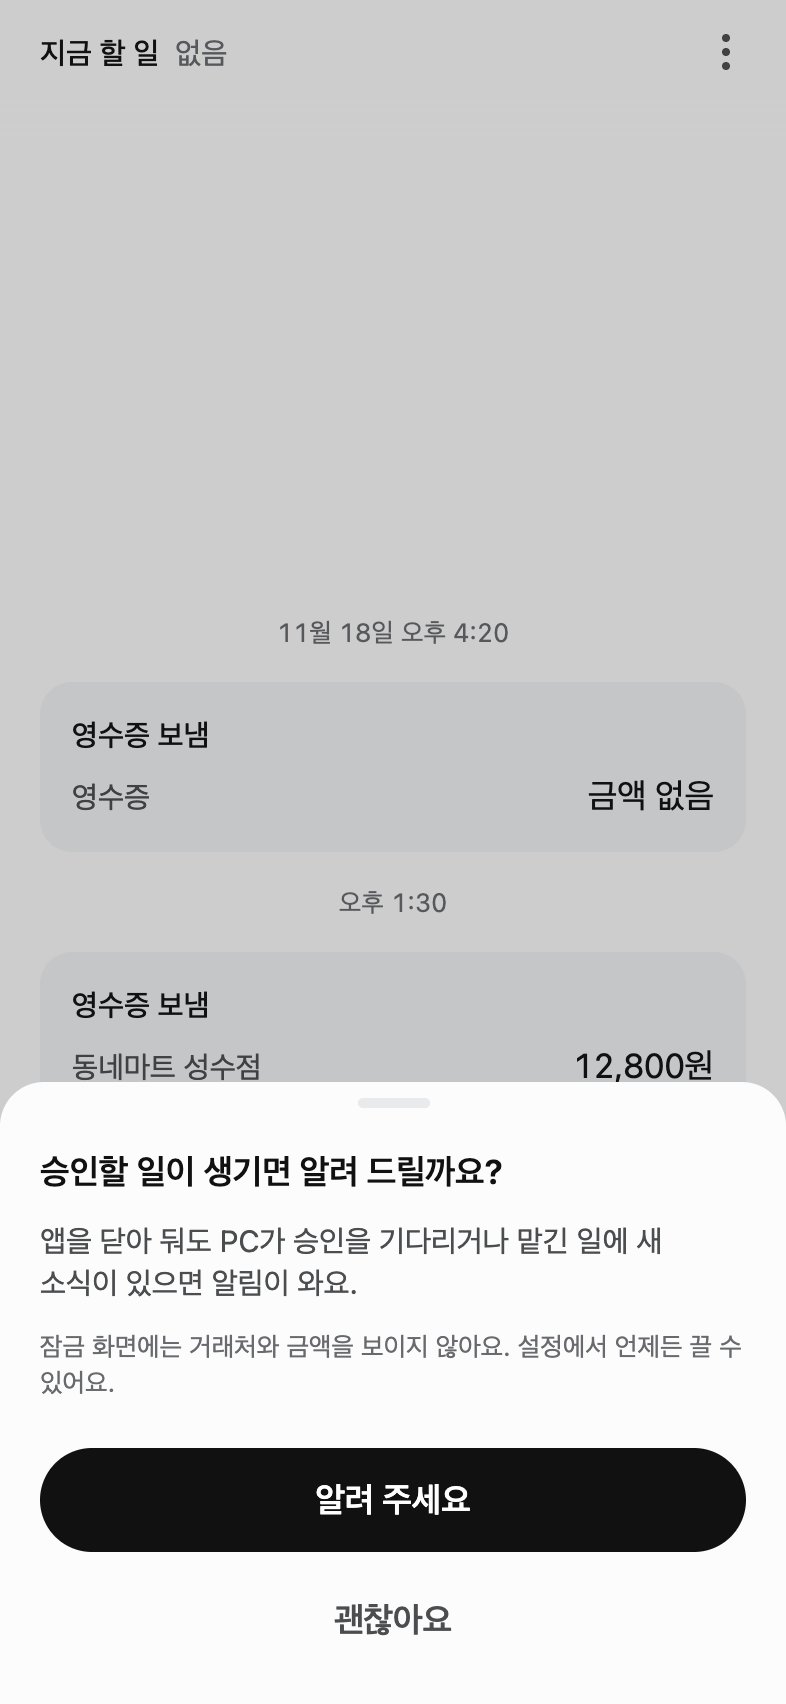 지금 할 일 없음
11월 18일 오후 4:20
영수증 보냄
영수증 금액 없음
오후 1:30
영수증 보냄
동네마트 성수점 12,800원
승인할 일이 생기면 알려 드릴까요?
앱을 닫아 둬도 PC가 승인을 기다리거나 맡긴 일에 새
소식이 있으면 알림이 와요.
잠금 화면에는 거래처와 금액을 보이지 않아요. 설정에서 언제든 끌 수
있어요.
알려 주세요
괜찮아요